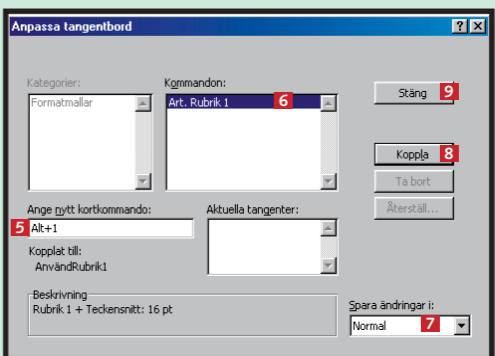 Anpassa tangentbord
Kategorier:
Formatmallar
Kommandon:
Art. Rubrik 1 6
Stäng 9
Koppla 8
Ta bort
Återställ...
Ange nytt kortkommando:
5 Alt+1
Aktuella tangenter:
Kopplat till:
AnvändRubrik1
Beskrivning
Rubrik 1 + Teckensnitt: 16 pt
Spara ändringar i:
Normal 7